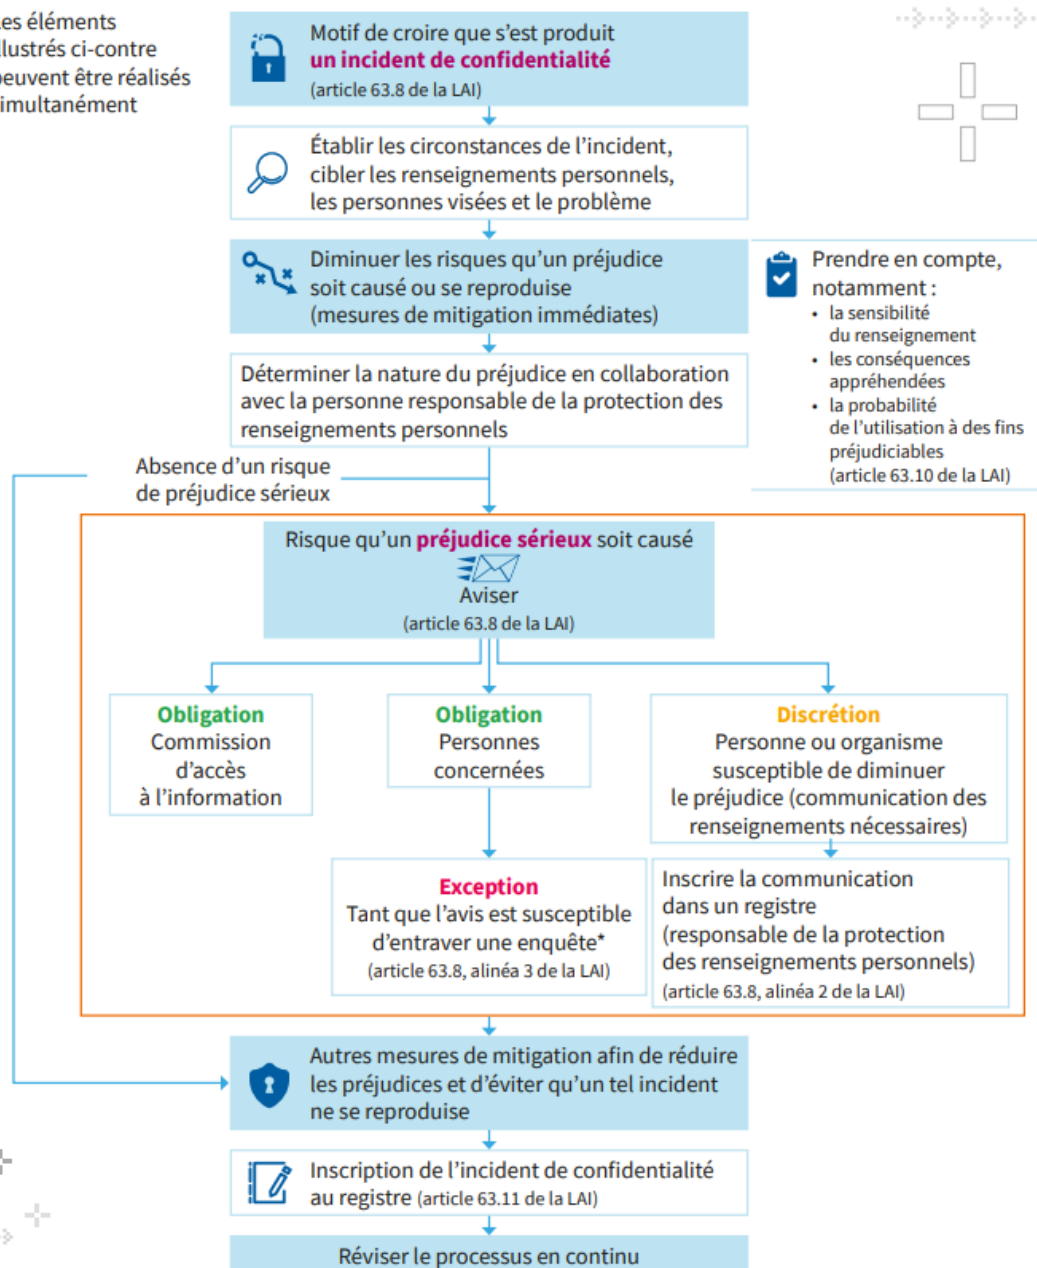 es éléments
llustrés ci-contre
peuvent être réalisés
imultanément
Motif de croire que s'est produit
un incident de confidentialité
(article 63.8 de la LAI)
Établir les circonstances de l'incident,
cibler les renseignements personnels,
les personnes visées et le problème
Diminuer les risques qu'un préjudice
soit causé ou se reproduise
(mesures de mitigation immédiates)
Prendre en compte,
notamment :
• la sensibilité
du renseignement
• les conséquences
appréhendées
• la probabilité
de l'utilisation à des fins
préjudiciables
(article 63.10 de la LAI)
Déterminer la nature du préjudice en collaboration
avec la personne responsable de la protection des
renseignements personnels
Absence d'un risque
de préjudice sérieux
Risque qu'un préjudice sérieux soit causé
Aviser
(article 63.8 de la LAI)
Obligation
Commission
d'accès
à l'information
Obligation
Personnes
concernées
Discrétion
Personne ou organisme
susceptible de diminuer
le préjudice (communication des
renseignements nécessaires)
Exception
Tant que l'avis est susceptible
d'entraver une enquête*
(article 63.8, alinéa 3 de la LAI)
Inscrire la communication
dans un registre
(responsable de la protection
des renseignements personnels)
(article 63.8, alinéa 2 de la LAI)
Autres mesures de mitigation afin de réduire
les préjudices et d'éviter qu'un tel incident
ne se reproduise
Inscription de l'incident de confidentialité
au registre (article 63.11 de la LAI)
Réviser le processus en continu